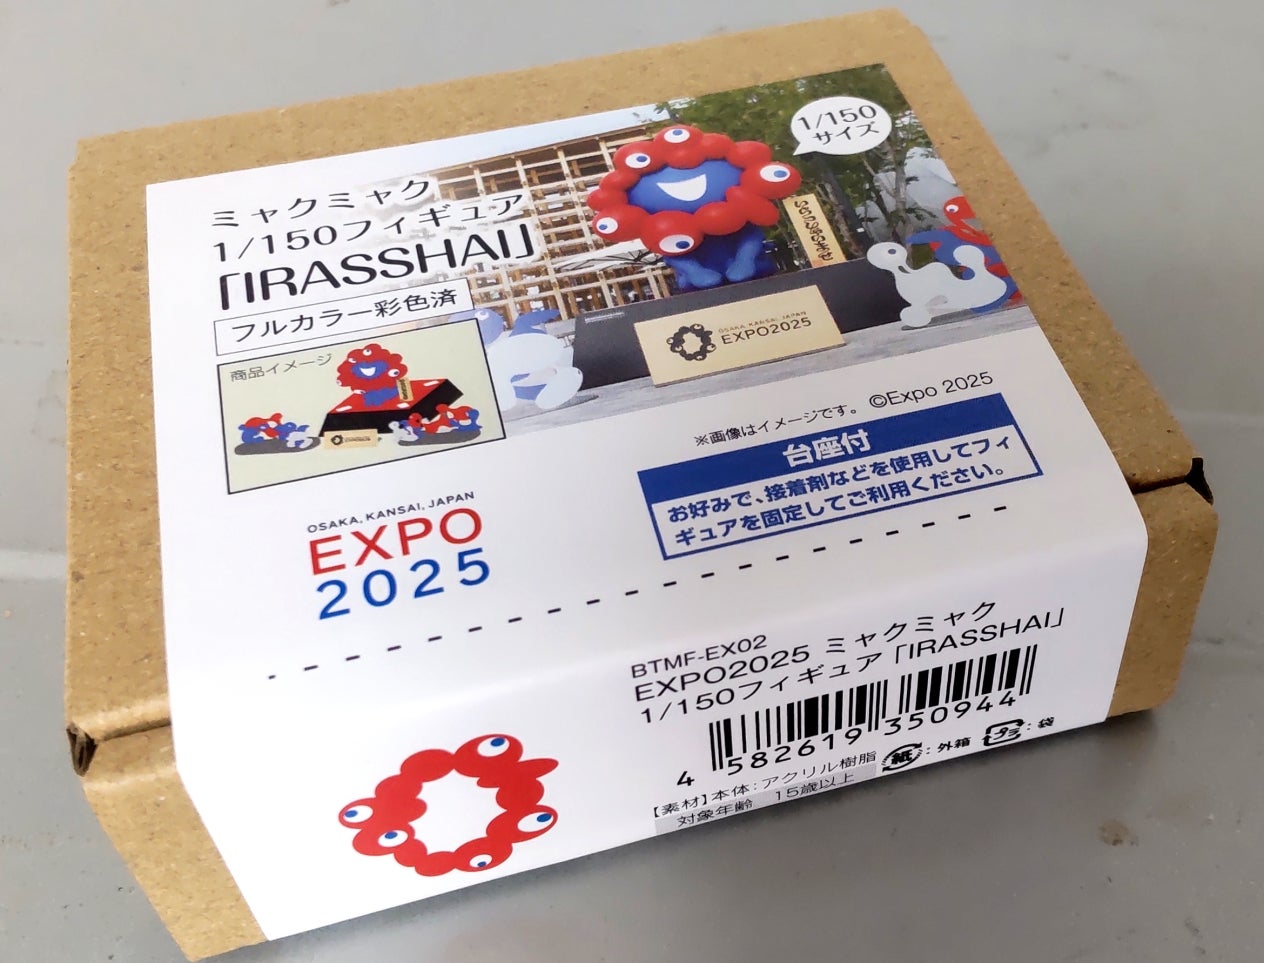 1/150
サイズ
ミャクミャク
1/150フィギュア
「IRASSHAI」
フルカラー彩色済
商品イメージ
OSAKA, KANSAI, JAPAN
EXPO2025
※画像はイメージです。 ©Expo 2025
台座付
お好みで、接着剤などを使用してフィ
ギュアを固定してご利用ください。
OSAKA, KANSAI, JAPAN
EXPO
2025
BTMF-EX02
EXPO2025 ミャクミャク
1/150フィギュア「IRASSHAI」
4 582619 350944
【素材】本体:アクリル樹脂
紙:外箱 プラ:袋
対象年齢 15歳以上